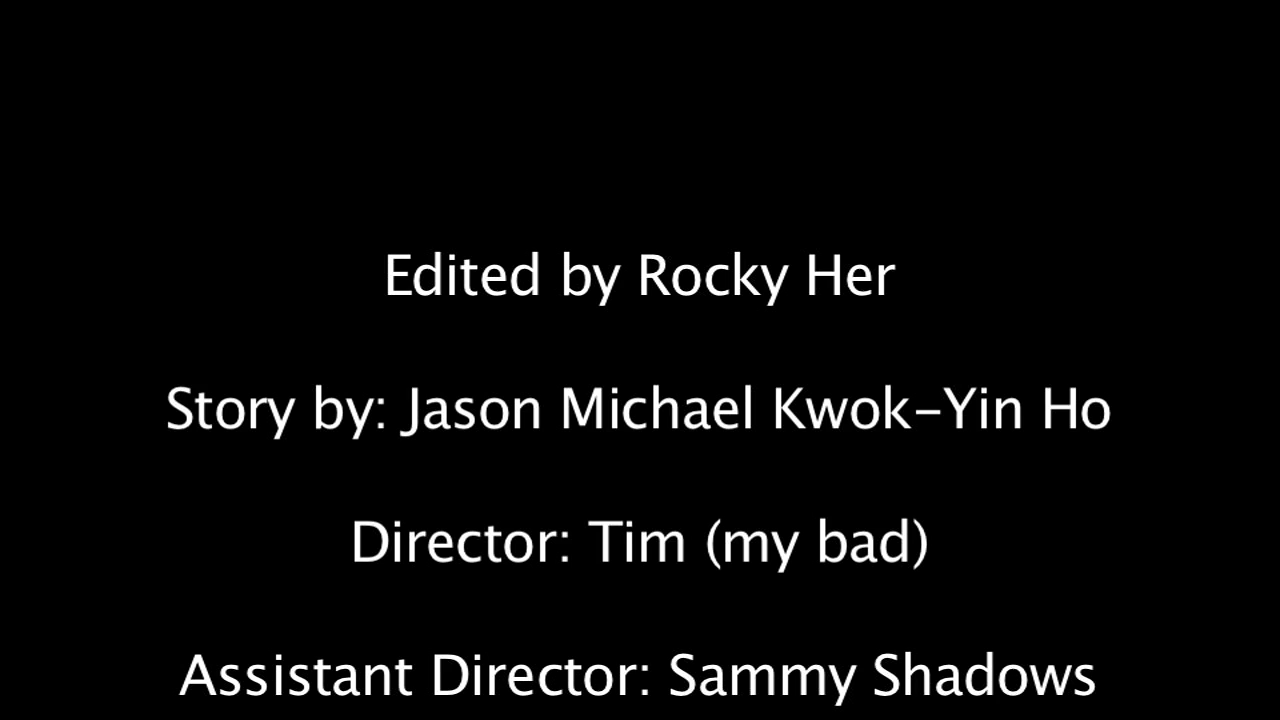 Edited by Rocky Her
Story by: Jason Michael Kwok-Yin Ho
Director: Tim (my bad)
Assistant Director: Sammy Shadows